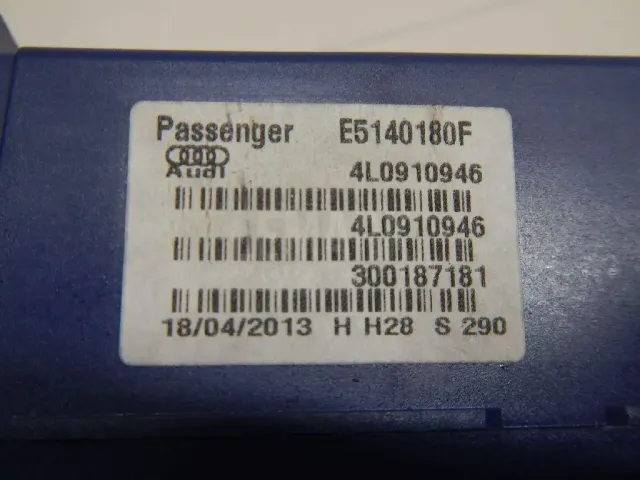 Passenger E5140180F
Audi 4L0910946
4L0910946
300187181
18/04/2013 H H28 S 290